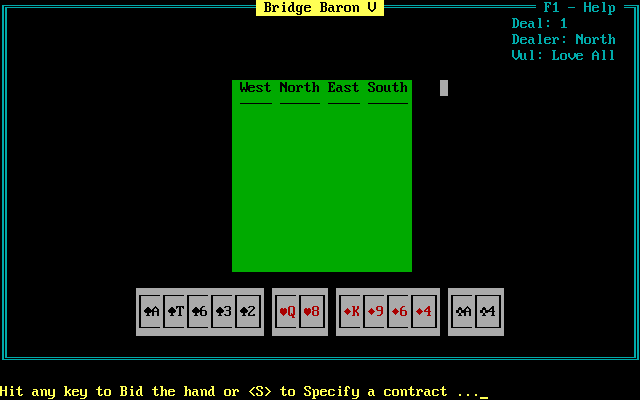 Bridge Baron V
F1 - Help
Deal: 1
Dealer: North
Vul: Love All
West North East South
♠A ♠T ♠6 ♠3 ♠2 ♥Q ♥8 ♦K ♦9 ♦6 ♦4 ♣A ♣4
Hit any key to Bid the hand or <S> to Specify a contract ..._